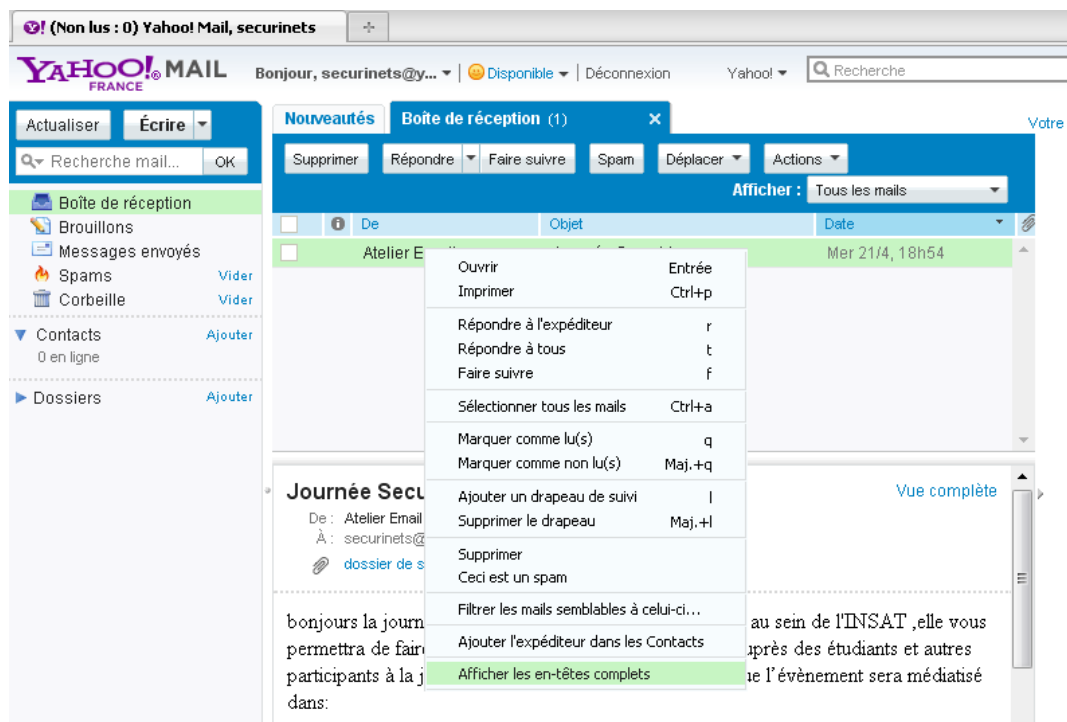 (Non lus : 0) Yahoo! Mail, securinets
YAHOO! MAIL
FRANCE
Bonjour, securinets@y... | Disponible | Déconnexion
Yahoo!
Recherche
Actualiser
Écrire
Recherche mail...
OK
Boîte de réception
Brouillons
Messages envoyés
Spams Vider
Corbeille Vider
Contacts Ajouter
0 en ligne
Dossiers Ajouter
Nouveautés
Boîte de réception (1)
Votre
Supprimer
Répondre
Faire suivre
Spam
Déplacer
Actions
Afficher : Tous les mails
De Objet Date
Atelier E
Mer 21/4, 18h54
Ouvrir Entrée
Imprimer Ctrl+p
Répondre à l'expéditeur r
Répondre à tous t
Faire suivre f
Sélectionner tous les mails Ctrl+a
Marquer comme lu(s) q
Marquer comme non lu(s) Maj.+q
Ajouter un drapeau de suivi l
Supprimer le drapeau Maj.+l
Supprimer
Ceci est un spam
Filtrer les mails semblables à celui-ci...
Ajouter l'expéditeur dans les Contacts
Afficher les en-têtes complets
Journée Secu
Vue complète
De : Atelier Email
À : securinets@
dossier de s
bonjours la journ au sein de l'INSAT ,elle vous
permettra de faire uprès des étudiants et autres
participants à la j ue l'évènement sera médiatisé
dans: